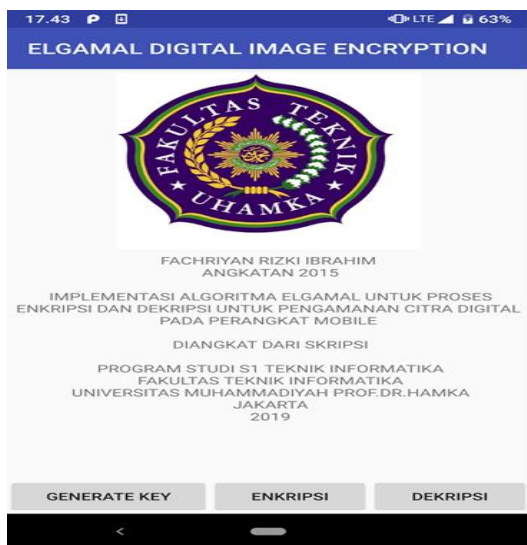 17.43 P LTE 63%
ELGAMAL DIGITAL IMAGE ENCRYPTION
FAKULTAS TEKNIK
UHAMKA
FACHRIYAN RIZKI IBRAHIM
ANGKATAN 2015
IMPLEMENTASI ALGORITMA ELGAMAL UNTUK PROSES
ENKRIPSI DAN DEKRIPSI UNTUK PENGAMANAN CITRA DIGITAL
PADA PERANGKAT MOBILE
DIANGKAT DARI SKRIPSI
PROGRAM STUDI S1 TEKNIK INFORMATIKA
FAKULTAS TEKNIK INFORMATIKA
UNIVERSITAS MUHAMMADIYAH PROF.DR.HAMKA
JAKARTA
2019
GENERATE KEY ENKRIPSI DEKRIPSI